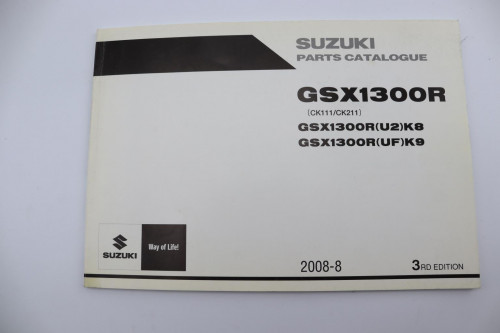 SUZUKI
PARTS CATALOGUE
GSX1300R
(CK111/CK211)
GSX1300R(U2)K8
GSX1300R(UF)K9
SUZUKI
Way of Life!
2008-8
3RD EDITION